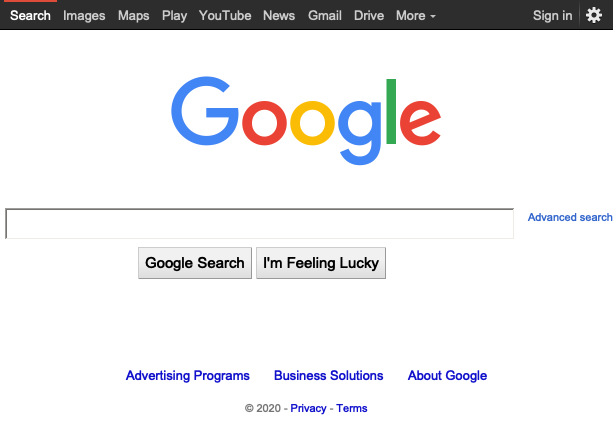 Search Images Maps Play YouTube News Gmail Drive More Sign in
Google
Advanced search
Google Search I'm Feeling Lucky
Advertising Programs Business Solutions About Google
© 2020 - Privacy - Terms